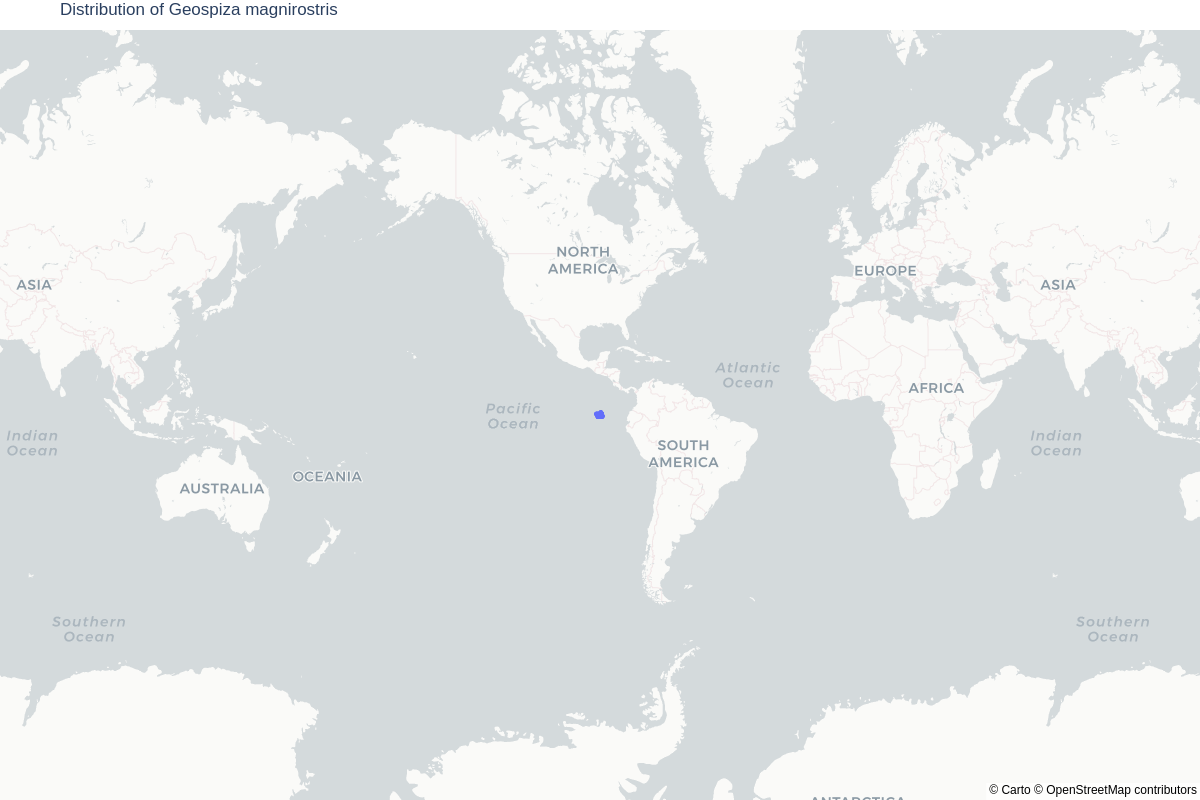 Distribution of Geospiza magnirostris
NORTH
AMERICA
EUROPE
ASIA
ASIA
Atlantic
Ocean
AFRICA
Pacific
Ocean
Indian
Ocean
Indian
Ocean
SOUTH
AMERICA
OCEANIA
AUSTRALIA
Southern
Ocean
Southern
Ocean
© Carto © OpenStreetMap contributors
ANTARCTICA